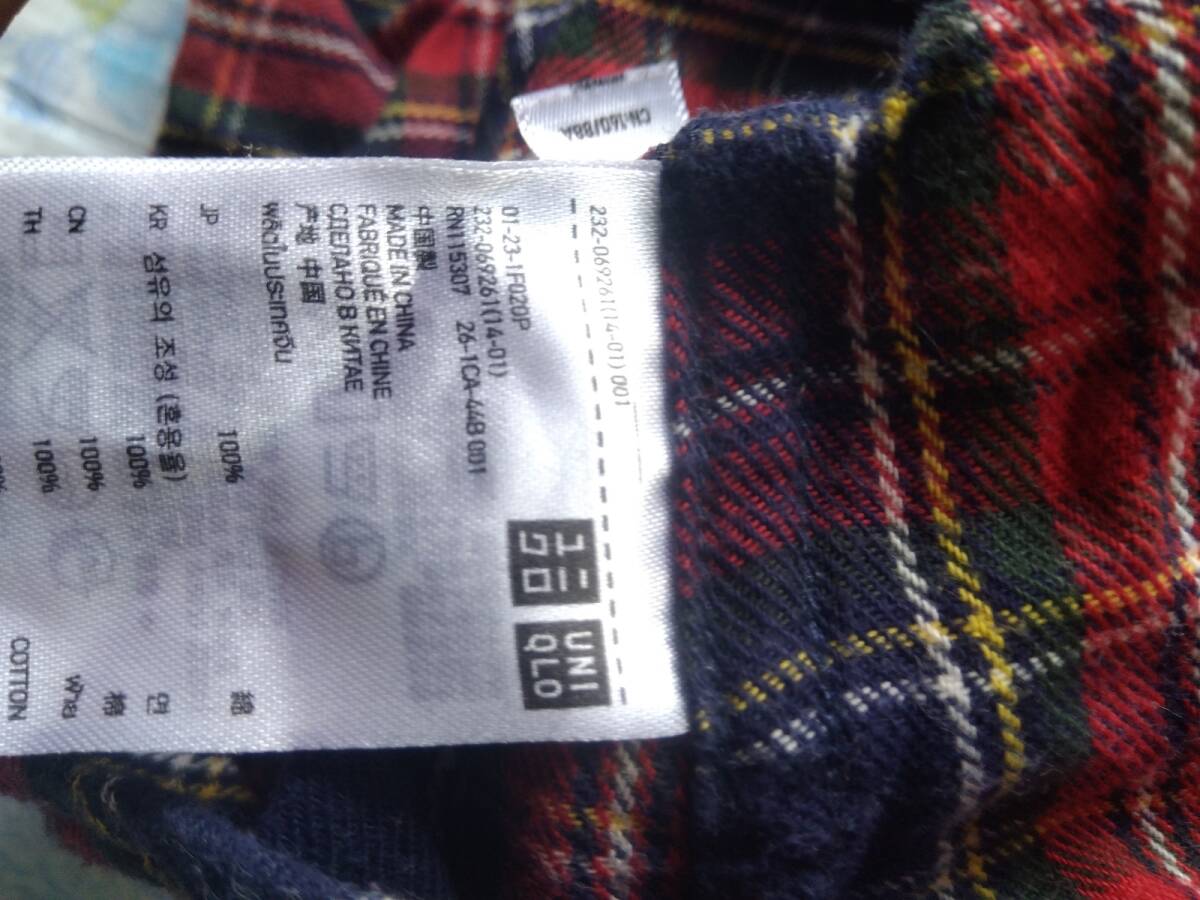 CN:160/88A
232-069261(14-01) 001
ユニ
クロ
UNI
QLO
01-23-1F020P
232-069261(14-01)
RN115307 26-1CA-44B 001
中国製
MADE IN CHINA
FABRIQUÉ EN CHINE
СДЕЛАНО В КИТАЕ
产地 中國
ผลิตในประเทศจีน
JP 100% 綿
KR 섬유의 조성 (혼용율)
100% 면
CN 100% 棉
TH 100% ฝ้าย
COTTON